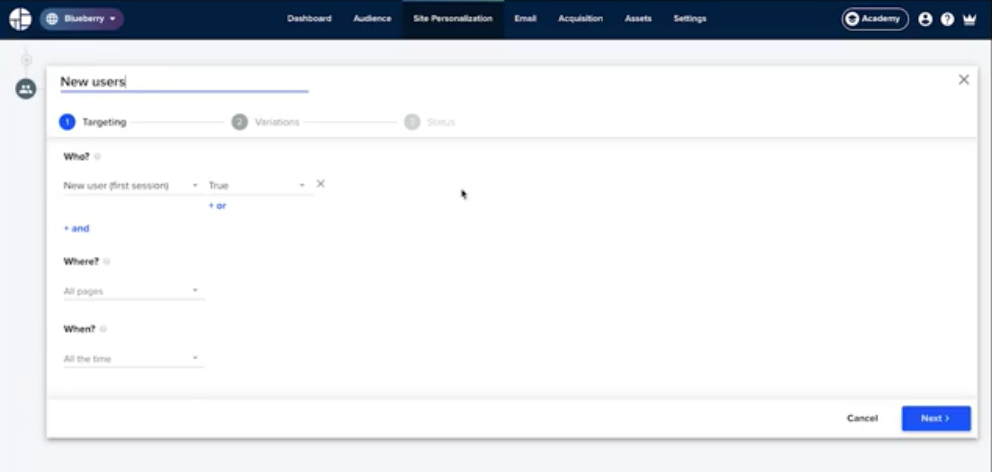 Blueberry Dashboard Audience Site Personalization Email Acquisition Assets Settings Academy
New users
1 Targeting 2 Variations 3 Status
Who?
New user (first session) True
+ or
+ and
Where?
All pages
When?
All the time
Cancel Next >